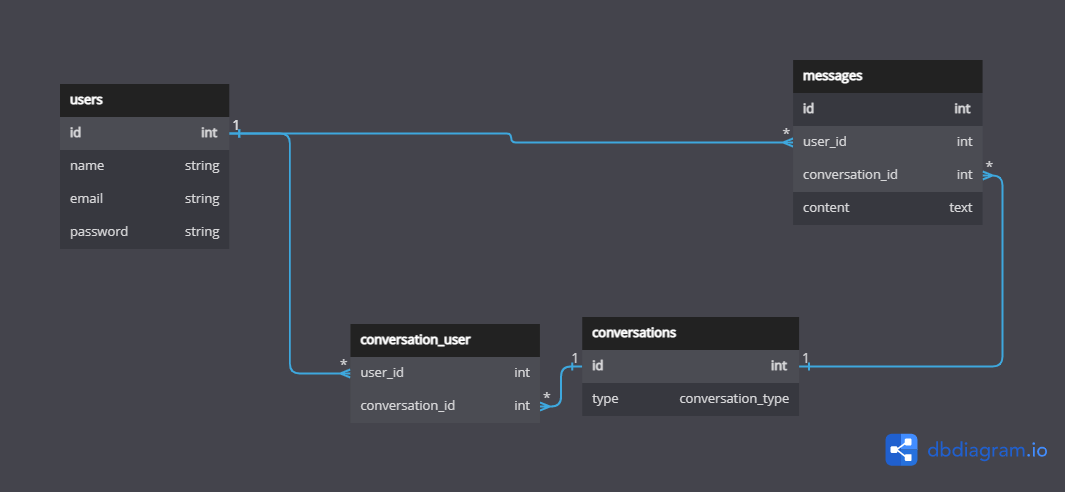 users
id int
name string
email string
password string
1
*
messages
id int
user_id int
conversation_id int
content text
*
conversation_user
user_id int
conversation_id int
*
*
1
conversations
id int
type conversation_type
1
dbdiagram.io